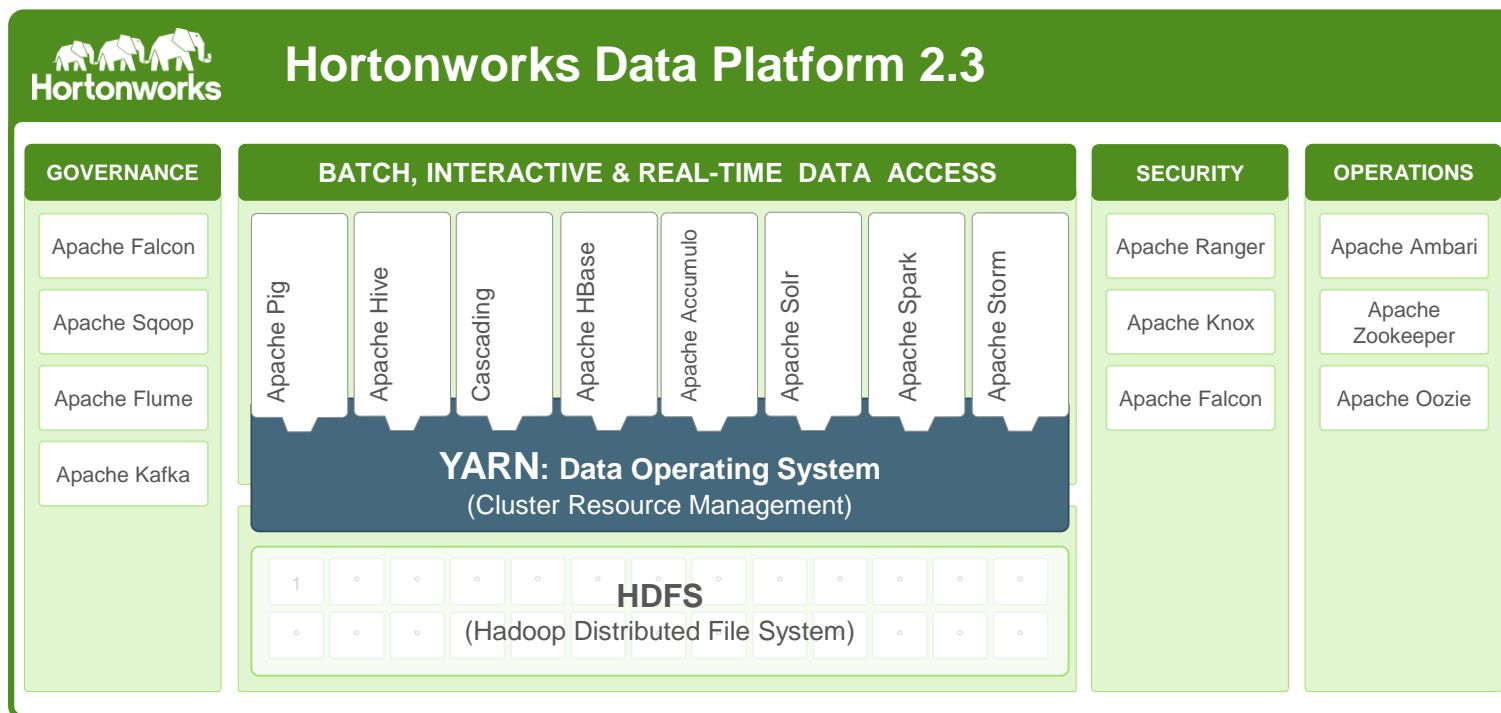 Hortonworks
Hortonworks Data Platform 2.3
GOVERNANCE
Apache Falcon
Apache Sqoop
Apache Flume
Apache Kafka
BATCH, INTERACTIVE & REAL-TIME DATA ACCESS
Apache Pig
Apache Hive
Cascading
Apache HBase
Apache Accumulo
Apache Solr
Apache Spark
Apache Storm
YARN: Data Operating System
(Cluster Resource Management)
1
HDFS
(Hadoop Distributed File System)
SECURITY
Apache Ranger
Apache Knox
Apache Falcon
OPERATIONS
Apache Ambari
Apache
Zookeeper
Apache Oozie